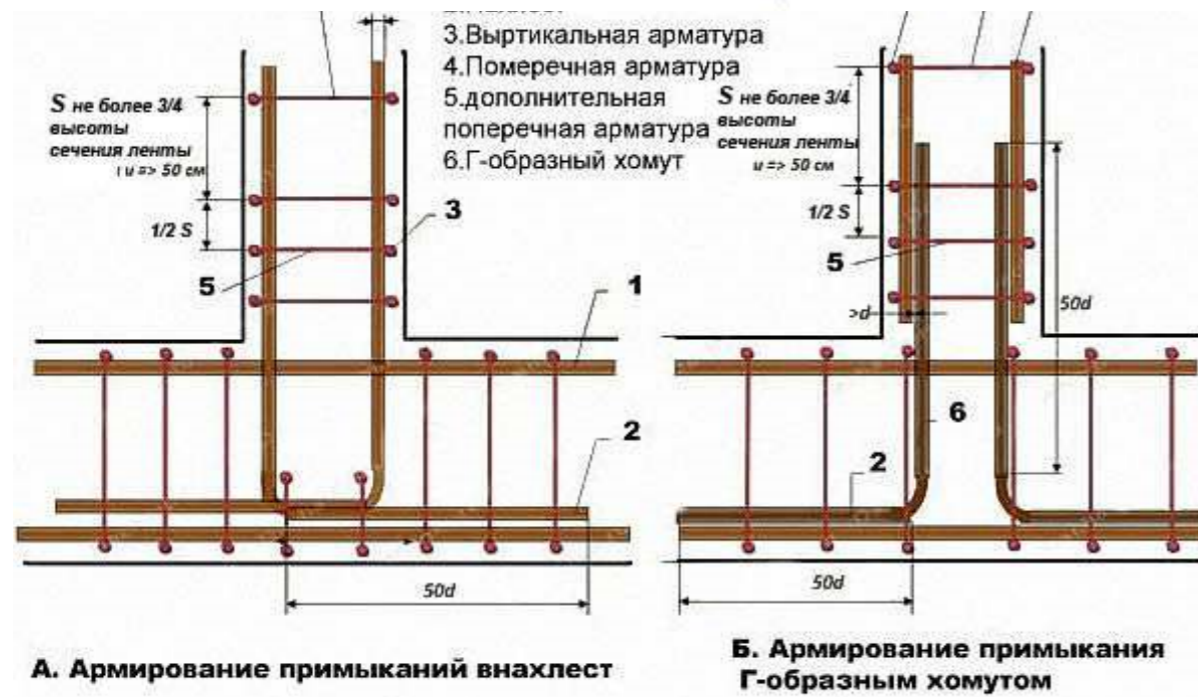 3.Выртикальная арматура
4.Померечная арматура
5.дополнительная
поперечная арматура
6.Г-образный хомут
S не более 3/4
высоты
сечения ленты
и => 50 см
1/2 S
3
5
1
2
50d
А. Армирование примыканий внахлест
S не более 3/4
высоты
сечения ленты
и => 50 см
1/2 S
5
>d
50d
6
2
50d
Б. Армирование примыкания
Г-образным хомутом